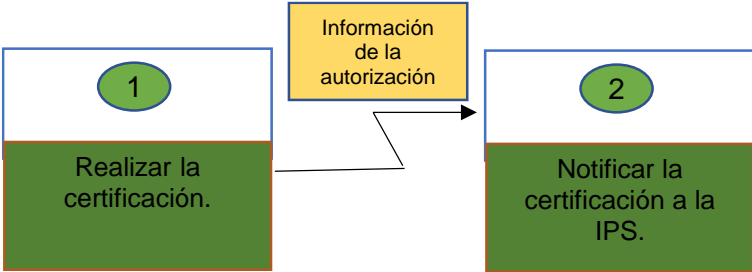 Información
de la
autorización
1
Realizar la
certificación.
2
Notificar la
certificación a la
IPS.